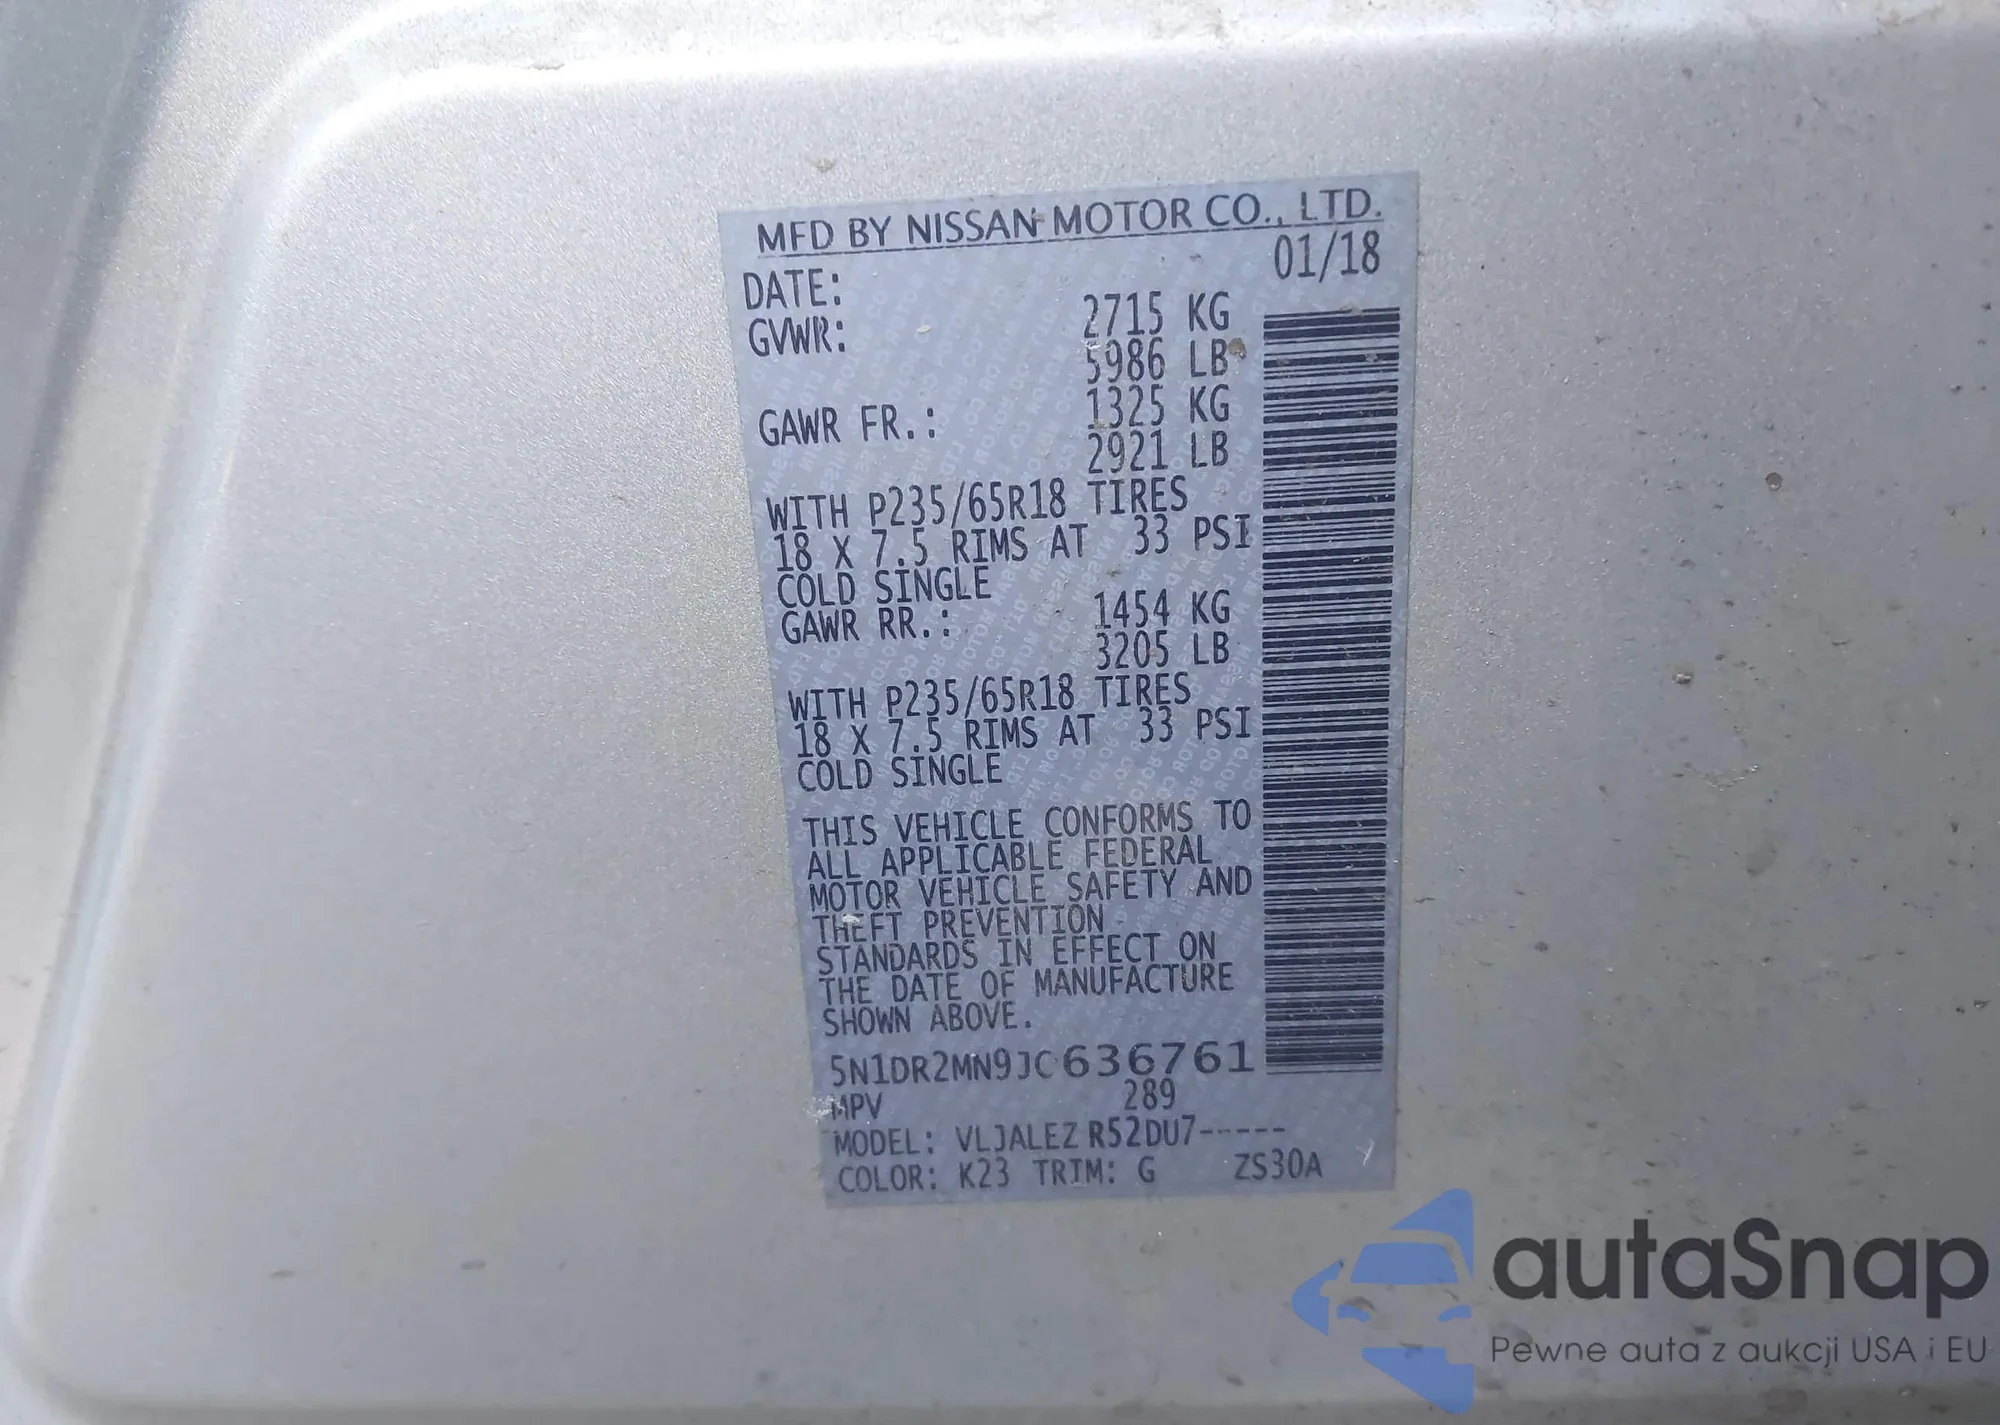 MFD BY NISSAN MOTOR CO., LTD.
DATE: 01/18
GVWR: 2715 KG
5986 LB
GAWR FR.: 1325 KG
2921 LB
WITH P235/65R18 TIRES
18 X 7.5 RIMS AT 33 PSI
COLD SINGLE
GAWR RR.: 1454 KG
3205 LB
WITH P235/65R18 TIRES
18 X 7.5 RIMS AT 33 PSI
COLD SINGLE
THIS VEHICLE CONFORMS TO
ALL APPLICABLE FEDERAL
MOTOR VEHICLE SAFETY AND
THEFT PREVENTION
STANDARDS IN EFFECT ON
THE DATE OF MANUFACTURE
SHOWN ABOVE.
5N1DR2MN9JC636761
MPV 289
MODEL: VLJALEZ R52DU7-----
COLOR: K23 TRIM: G ZS30A
autaSnap
Pewne auta z aukcji USA i EU